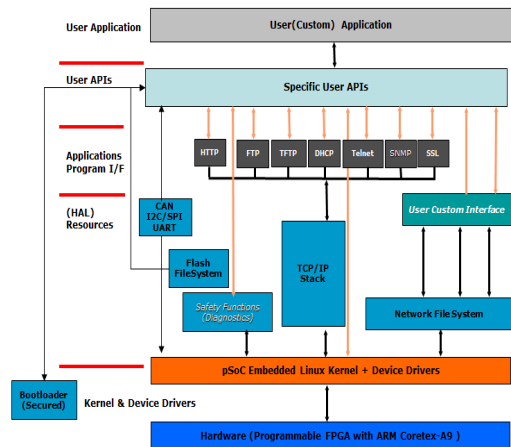 User Application
User(Custom) Application
User APIs
Specific User APIs
HTTP
FTP
TFTP
DHCP
Telnet
SNMP
SSL
Applications
Program I/F
CAN
I2C/SPI
UART
User Custom Interface
(HAL)
Resources
Flash
FileSystem
TCP/IP
Stack
Safety Functions
(Diagnostics)
Network File System
pSoC Embedded Linux Kernel + Device Drivers
Bootloader
(Secured)
Kernel & Device Drivers
Hardware (Programmable FPGA with ARM Coretex-A9 )